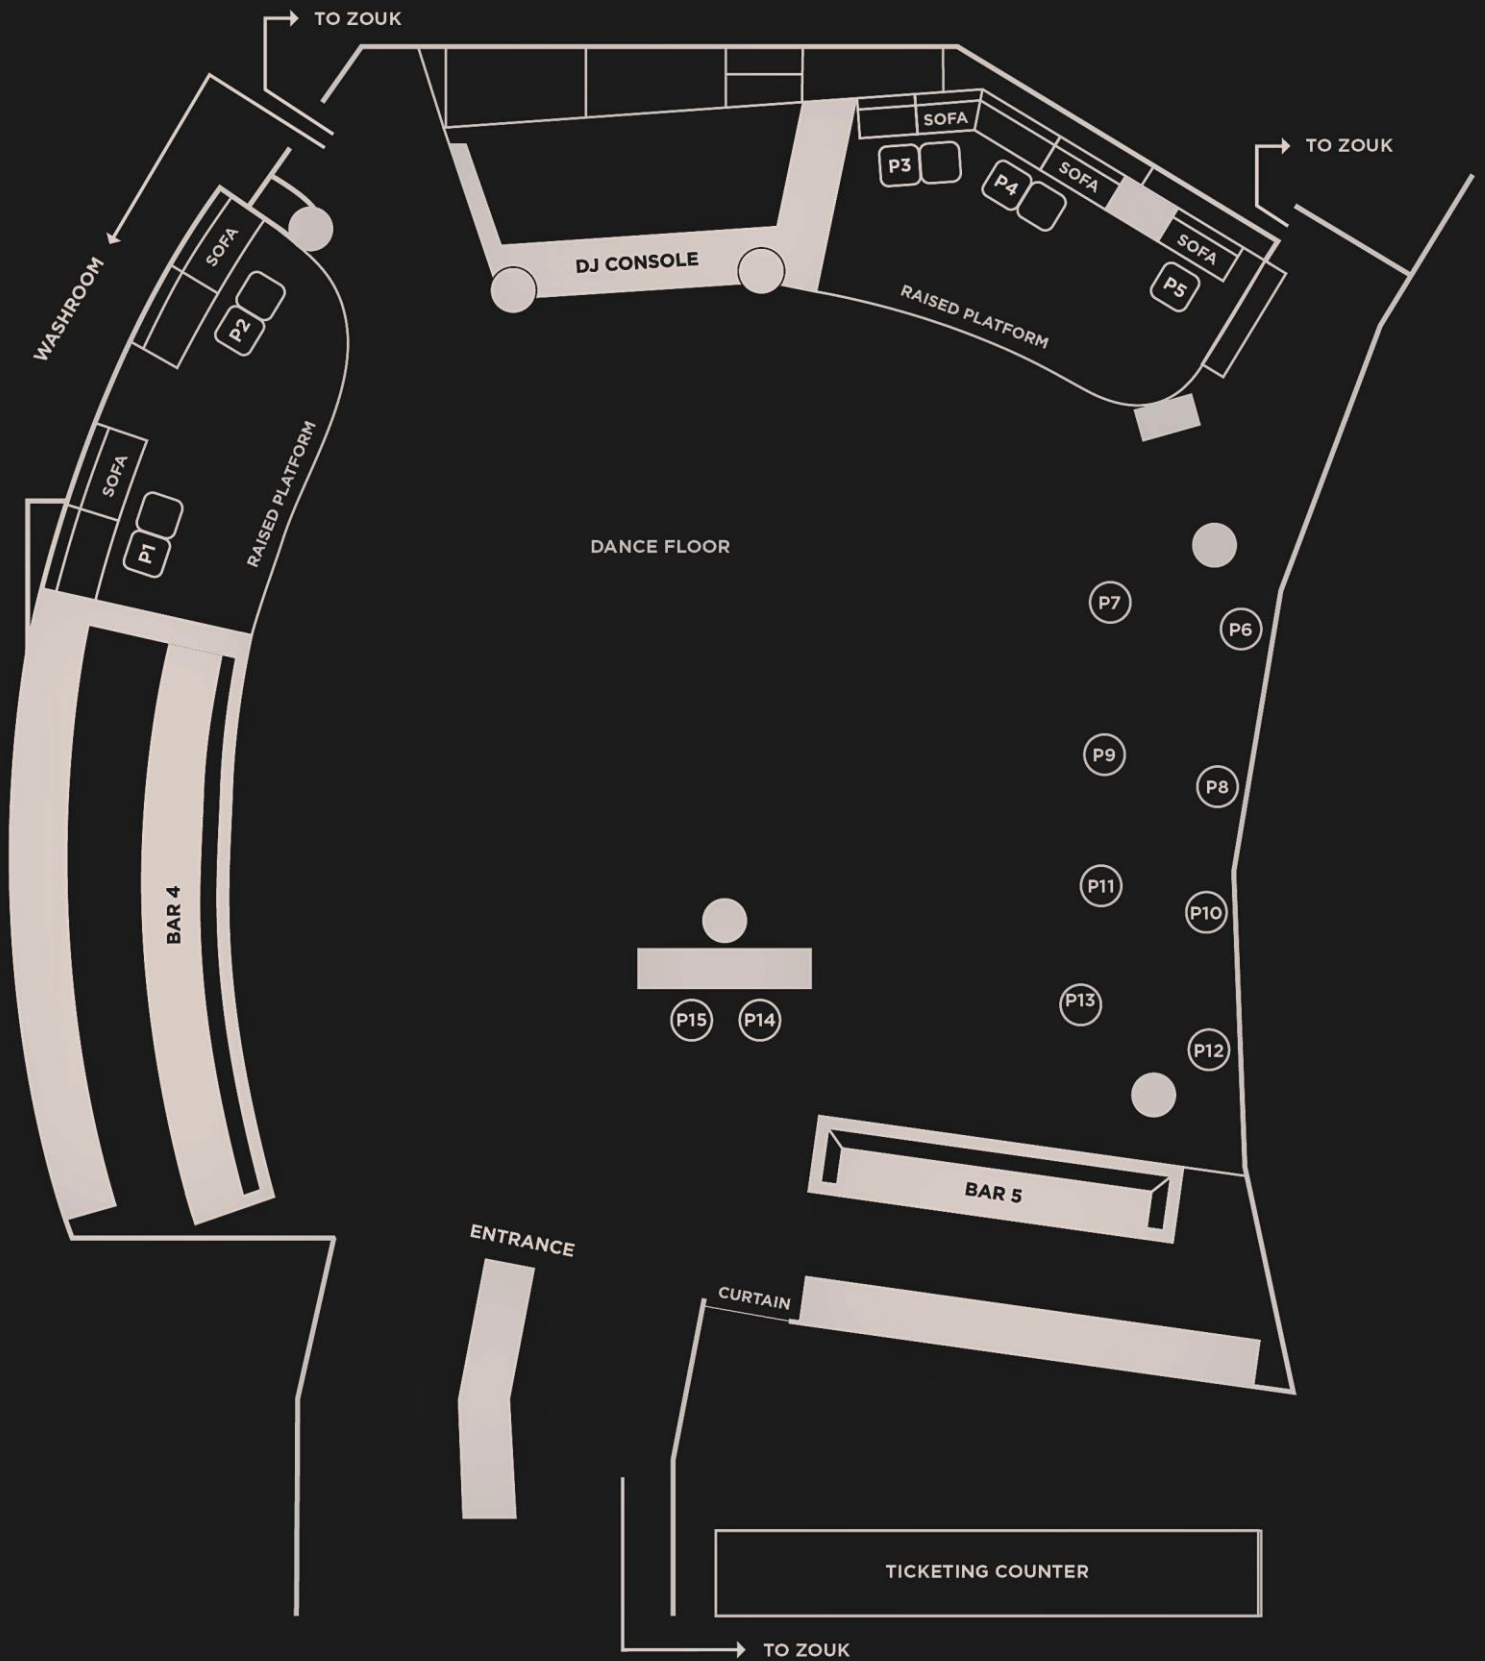 TO ZOUK
SOFA
P3
TO ZOUK
SOFA
P4
SOFA
SOFA
DJ CONSOLE
P5
WASHROOM
P2
RAISED PLATFORM
SOFA
RAISED PLATFORM
P1
DANCE FLOOR
P7
P6
P9
P8
P11
BAR 4
P10
P13
P15
P14
P12
BAR 5
ENTRANCE
CURTAIN
TICKETING COUNTER
TO ZOUK